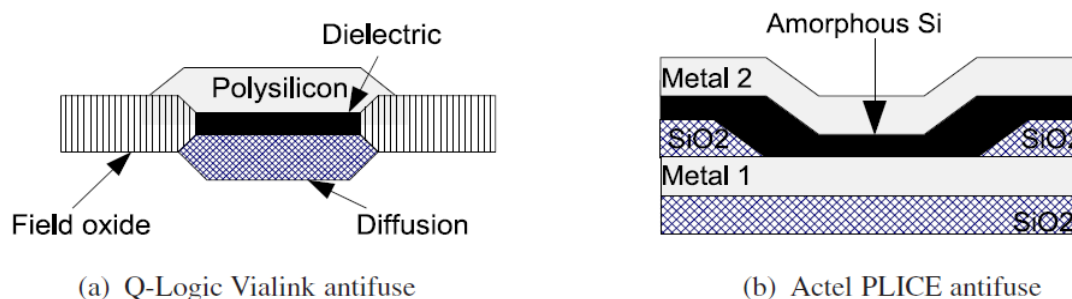 Dielectric
Polysilicon
Field oxide
Diffusion
(a) Q-Logic Vialink antifuse
Amorphous Si
Metal 2
SiO2
SiO2
Metal 1
SiO2
(b) Actel PLICE antifuse